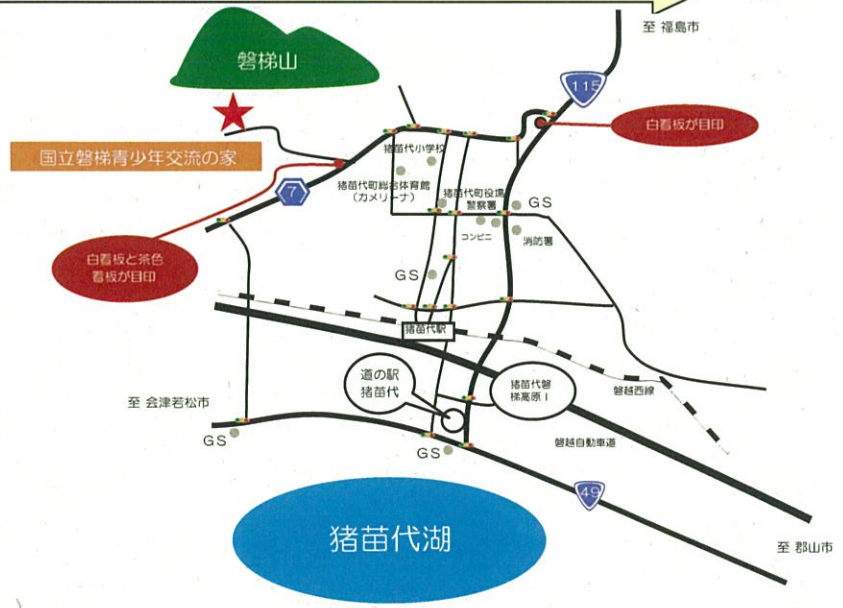 至 福島市
磐梯山
115
白看板が目印
国立磐梯青少年交流の家
猪苗代小学校
7
猪苗代町総合体育館
（カメリーナ）
猪苗代町役場
警察署
GS
コンビニ
消防署
白看板と茶色
看板が目印
GS
猪苗代駅
道の駅
猪苗代
猪苗代磐
梯高原I
磐越西線
至 会津若松市
GS
GS
磐越自動車道
49
猪苗代湖
至 郡山市